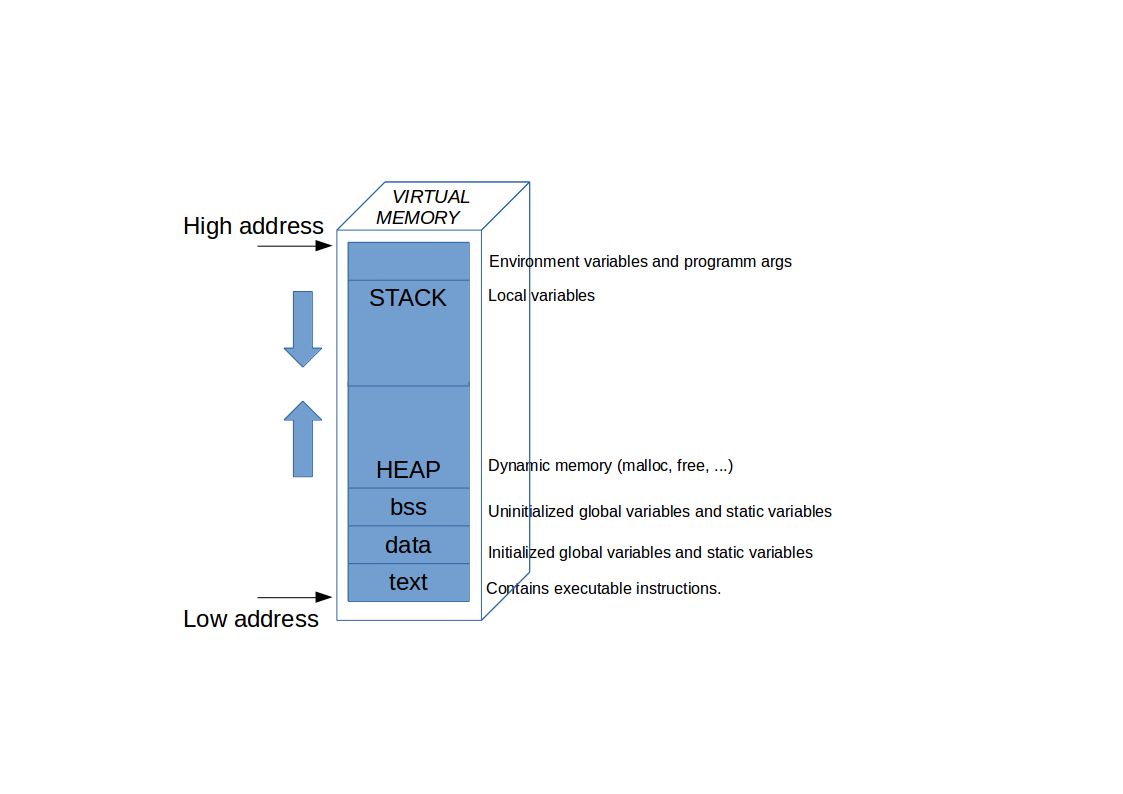 VIRTUAL
MEMORY
High address
Environment variables and programm args
STACK
Local variables
HEAP
Dynamic memory (malloc, free, ...)
bss
Uninitialized global variables and static variables
data
Initialized global variables and static variables
text
Contains executable instructions.
Low address